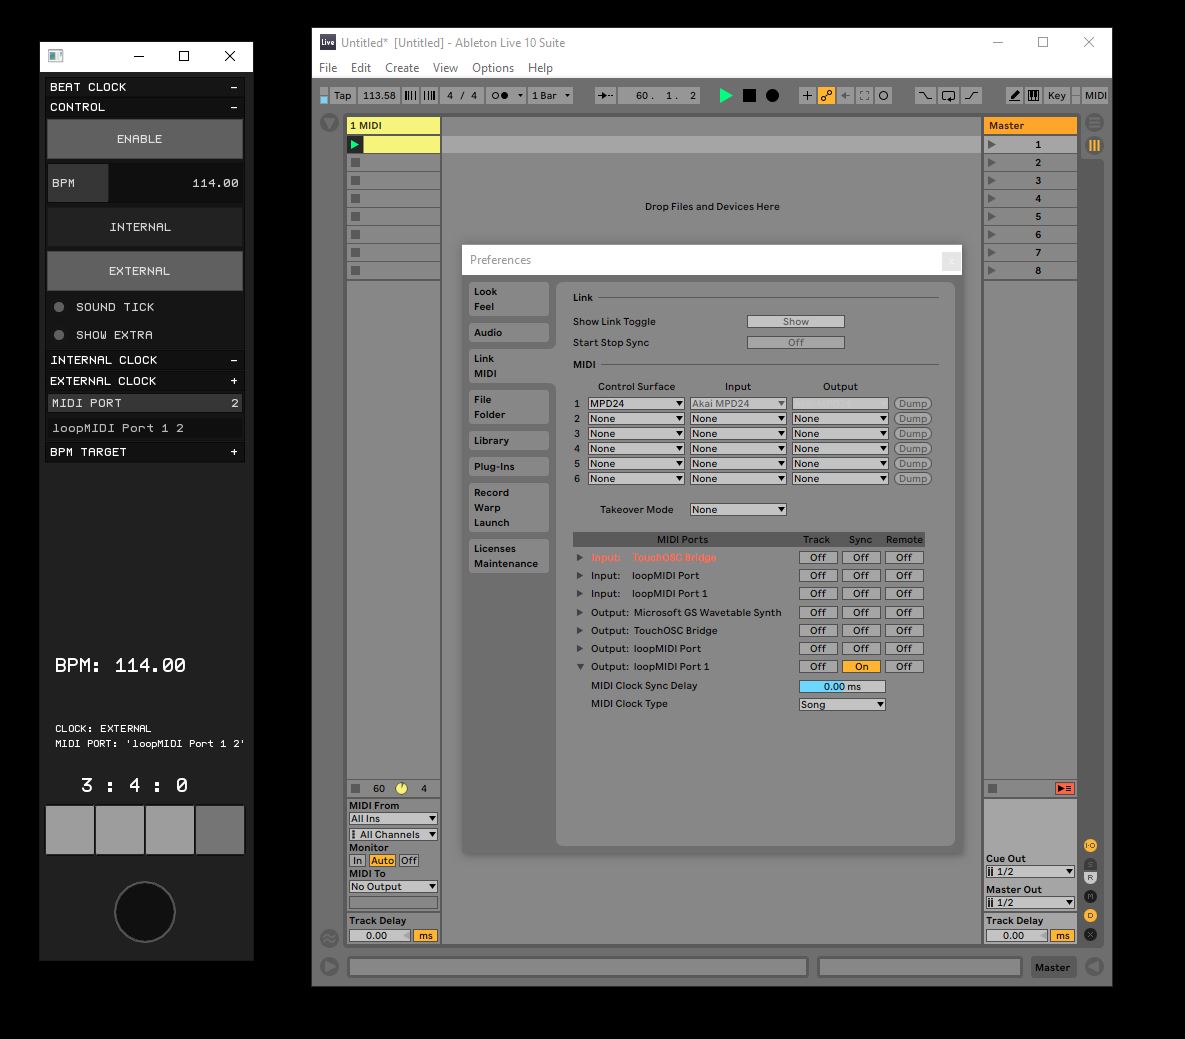 BEAT CLOCK -
CONTROL -
ENABLE
BPM 114.00
INTERNAL
EXTERNAL
SOUND TICK
SHOW EXTRA
INTERNAL CLOCK -
EXTERNAL CLOCK +
MIDI PORT 2
loopMIDI Port 1 2
BPM TARGET +
BPM: 114.00
CLOCK: EXTERNAL
MIDI PORT: 'loopMIDI Port 1 2'
3 : 4 : 0
Live Untitled* [Untitled] - Ableton Live 10 Suite
File Edit Create View Options Help
Tap 113.58 4 / 4 1 Bar 60 . 1 . 2 Key MIDI
1 MIDI
Master
1
2
3
4
5
6
7
8
Drop Files and Devices Here
Preferences x
Look
Feel
Audio
Link
MIDI
File
Folder
Library
Plug-Ins
Record
Warp
Launch
Licenses
Maintenance
Link
Show Link Toggle Show
Start Stop Sync Off
MIDI
Control Surface Input Output
1 MPD24 Akai MPD24 Dump
2 None None None Dump
3 None None None Dump
4 None None None Dump
5 None None None Dump
6 None None None Dump
Takeover Mode None
MIDI Ports Track Sync Remote
Input: TouchOSC Bridge Off Off Off
Input: loopMIDI Port Off Off Off
Input: loopMIDI Port 1 Off Off Off
Output: Microsoft GS Wavetable Synth Off Off Off
Output: TouchOSC Bridge Off Off Off
Output: loopMIDI Port Off Off Off
Output: loopMIDI Port 1 Off On Off
MIDI Clock Sync Delay 0.00 ms
MIDI Clock Type Song
60 4
MIDI From
All Ins
All Channels
Monitor
In Auto Off
MIDI To
No Output
Track Delay
0.00 ms
Cue Out
1/2
Master Out
1/2
Track Delay
0.00 ms
I·O
S
R
M
D
X
Master